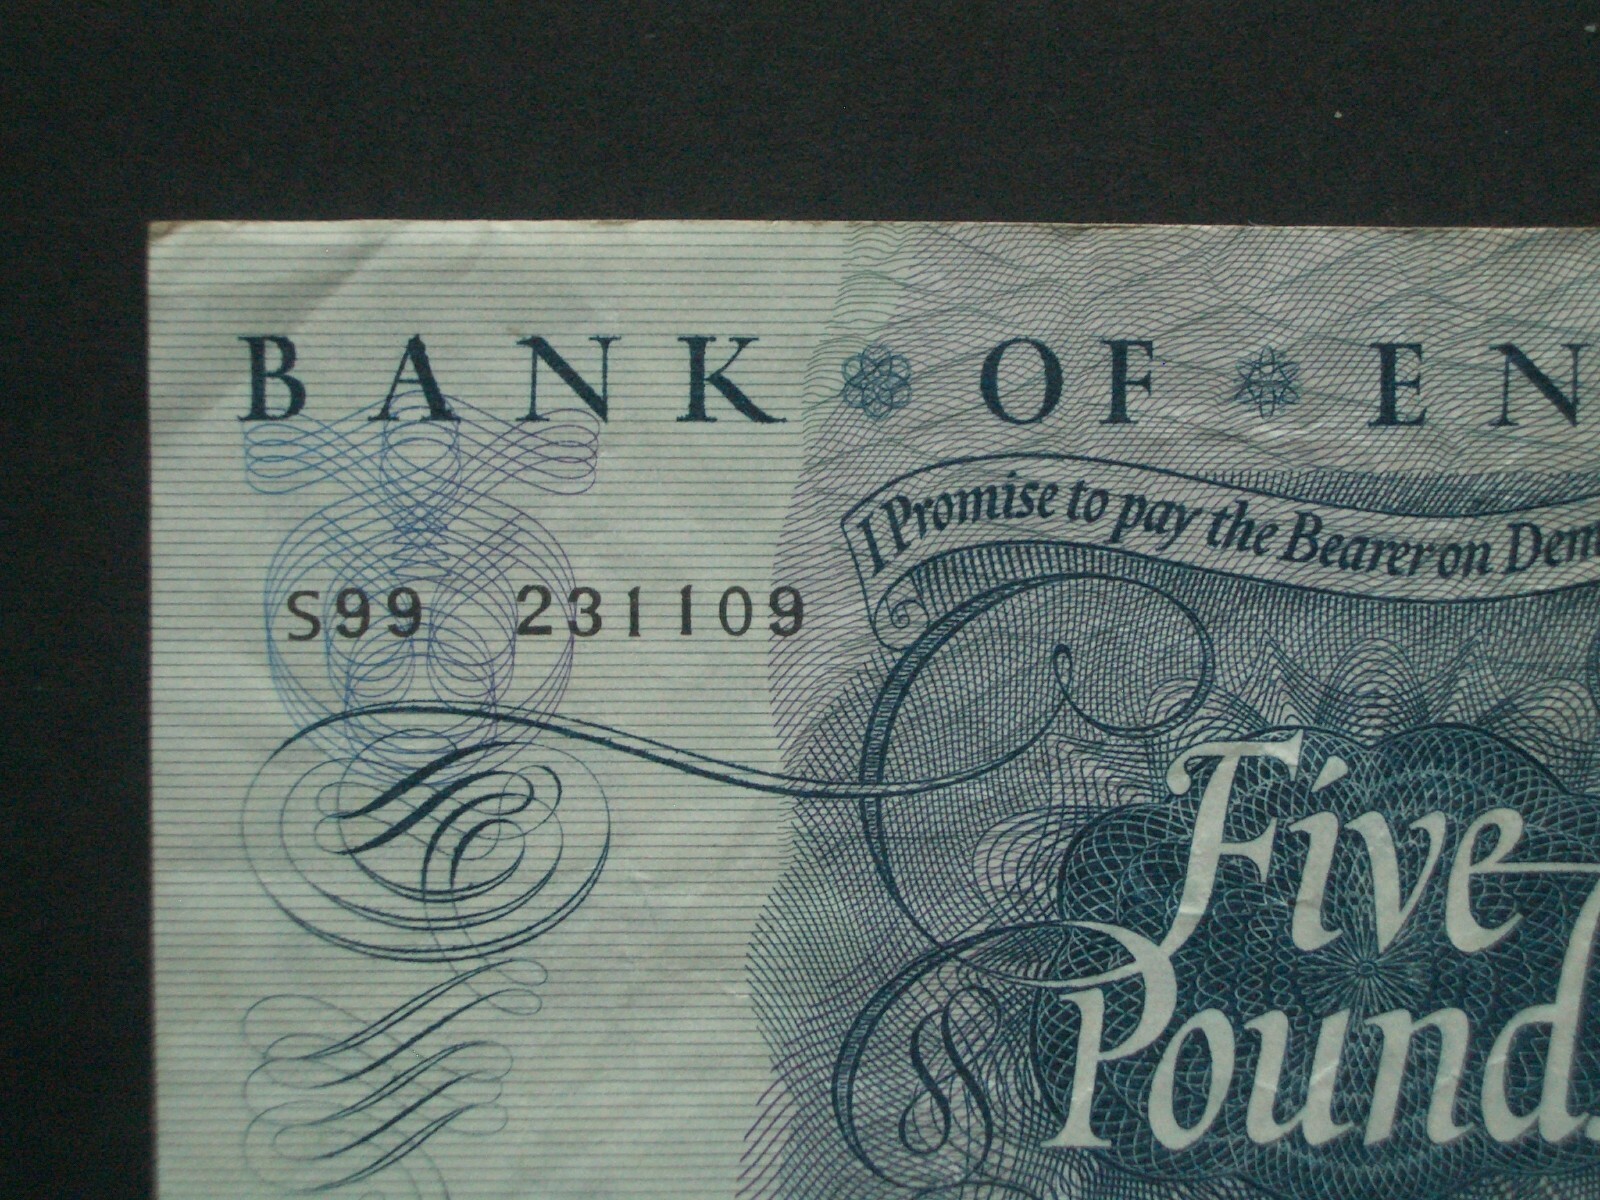 BANK OF EN
I Promise to pay the Bearer on Dem
S99 231109
Five
Pound